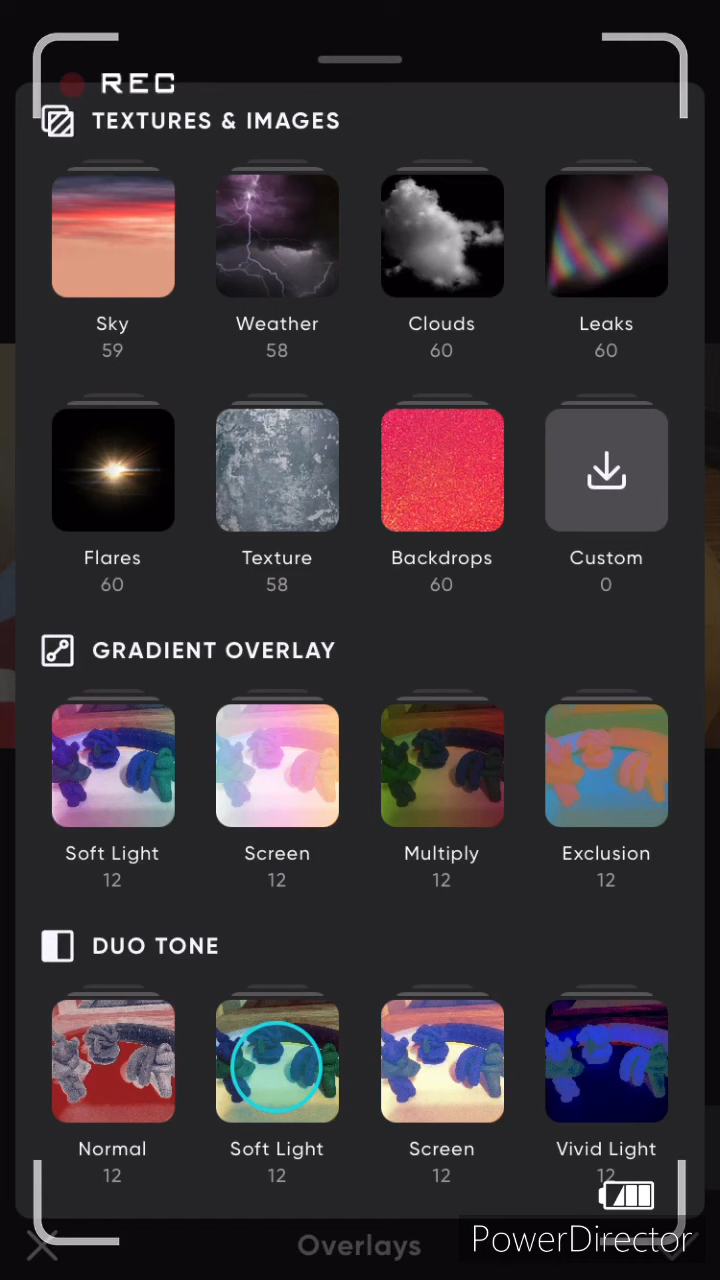 REC
TEXTURES & IMAGES
Sky
59
Weather
58
Clouds
60
Leaks
60
Flares
60
Texture
58
Backdrops
60
Custom
0
GRADIENT OVERLAY
Soft Light
12
Screen
12
Multiply
12
Exclusion
12
DUO TONE
Normal
12
Soft Light
12
Screen
12
Vivid Light
12
Overlays
PowerDirector